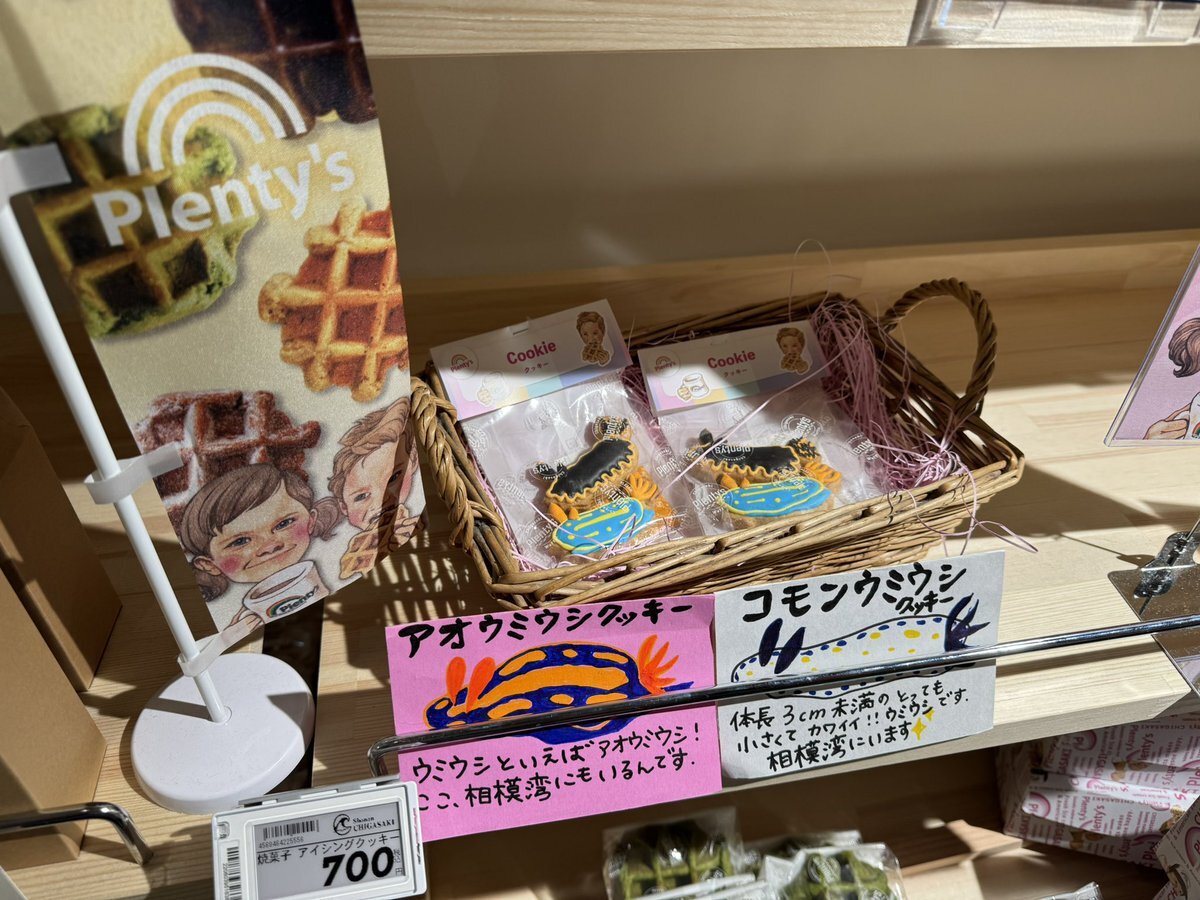 Plenty's
Plenty's
Cookie
クッキー
Plenty's
Cookie
クッキー
アオウミウシクッキー
ウミウシといえばアオウミウシ!
ここ、相模湾にもいるんです.
コモンウミウシ
クッキー
体長3cm未満のとっても
小さくてカワイイ!!ウミウシです.
相模湾にいます
Shonan
CHIGASAKI
4560464225556
焼菓子 アイシングクッキ
700
円
Plenty's